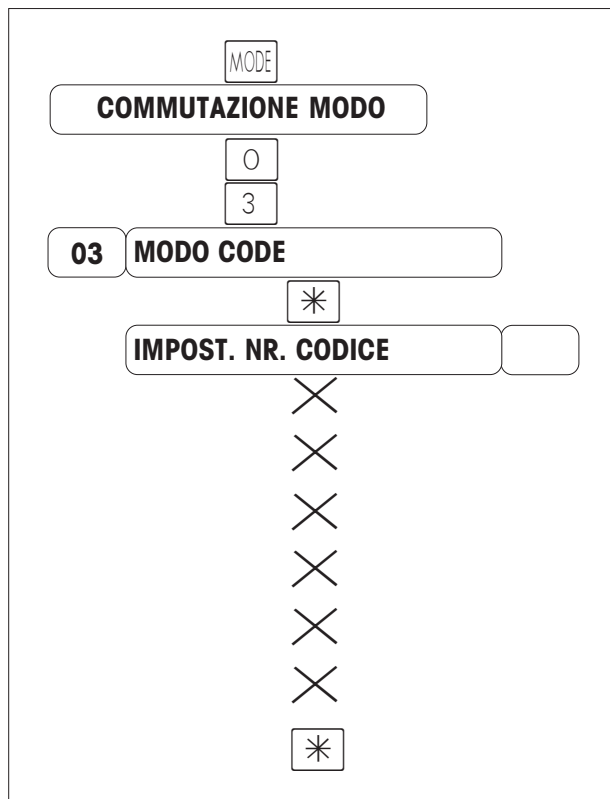 MODE
COMMUTAZIONE MODO
0
3
03 MODO CODE
*
IMPOST. NR. CODICE
X
X
X
X
X
X
*